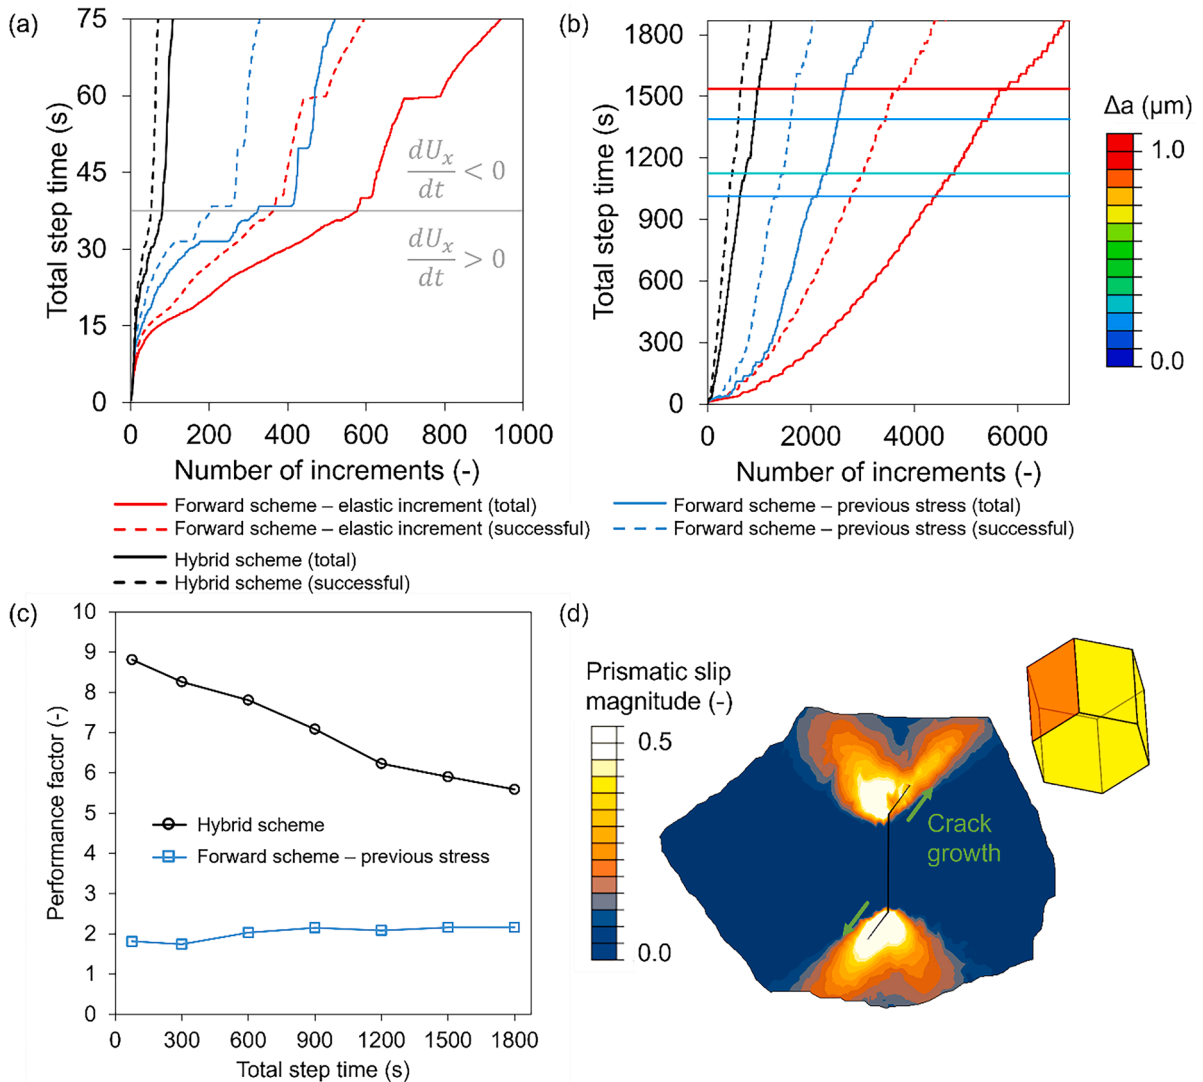 (a)
75
60
45
30
15
0
Total step time (s)
dUₓ/dt < 0
dUₓ/dt > 0
0 200 400 600 800 1000
Number of increments (-)
(b)
1800
1500
1200
900
600
300
0
Total step time (s)
0 2000 4000 6000
Number of increments (-)
Δa (μm)
1.0
0.0
Forward scheme – elastic increment (total)
Forward scheme – elastic increment (successful)
Hybrid scheme (total)
Hybrid scheme (successful)
Forward scheme – previous stress (total)
Forward scheme – previous stress (successful)
(c)
10
9
8
7
6
5
4
3
2
1
0
Performance factor (-)
Hybrid scheme
Forward scheme – previous stress
0 300 600 900 1200 1500 1800
Total step time (s)
(d)
Prismatic slip
magnitude (-)
0.5
0.0
Crack
growth